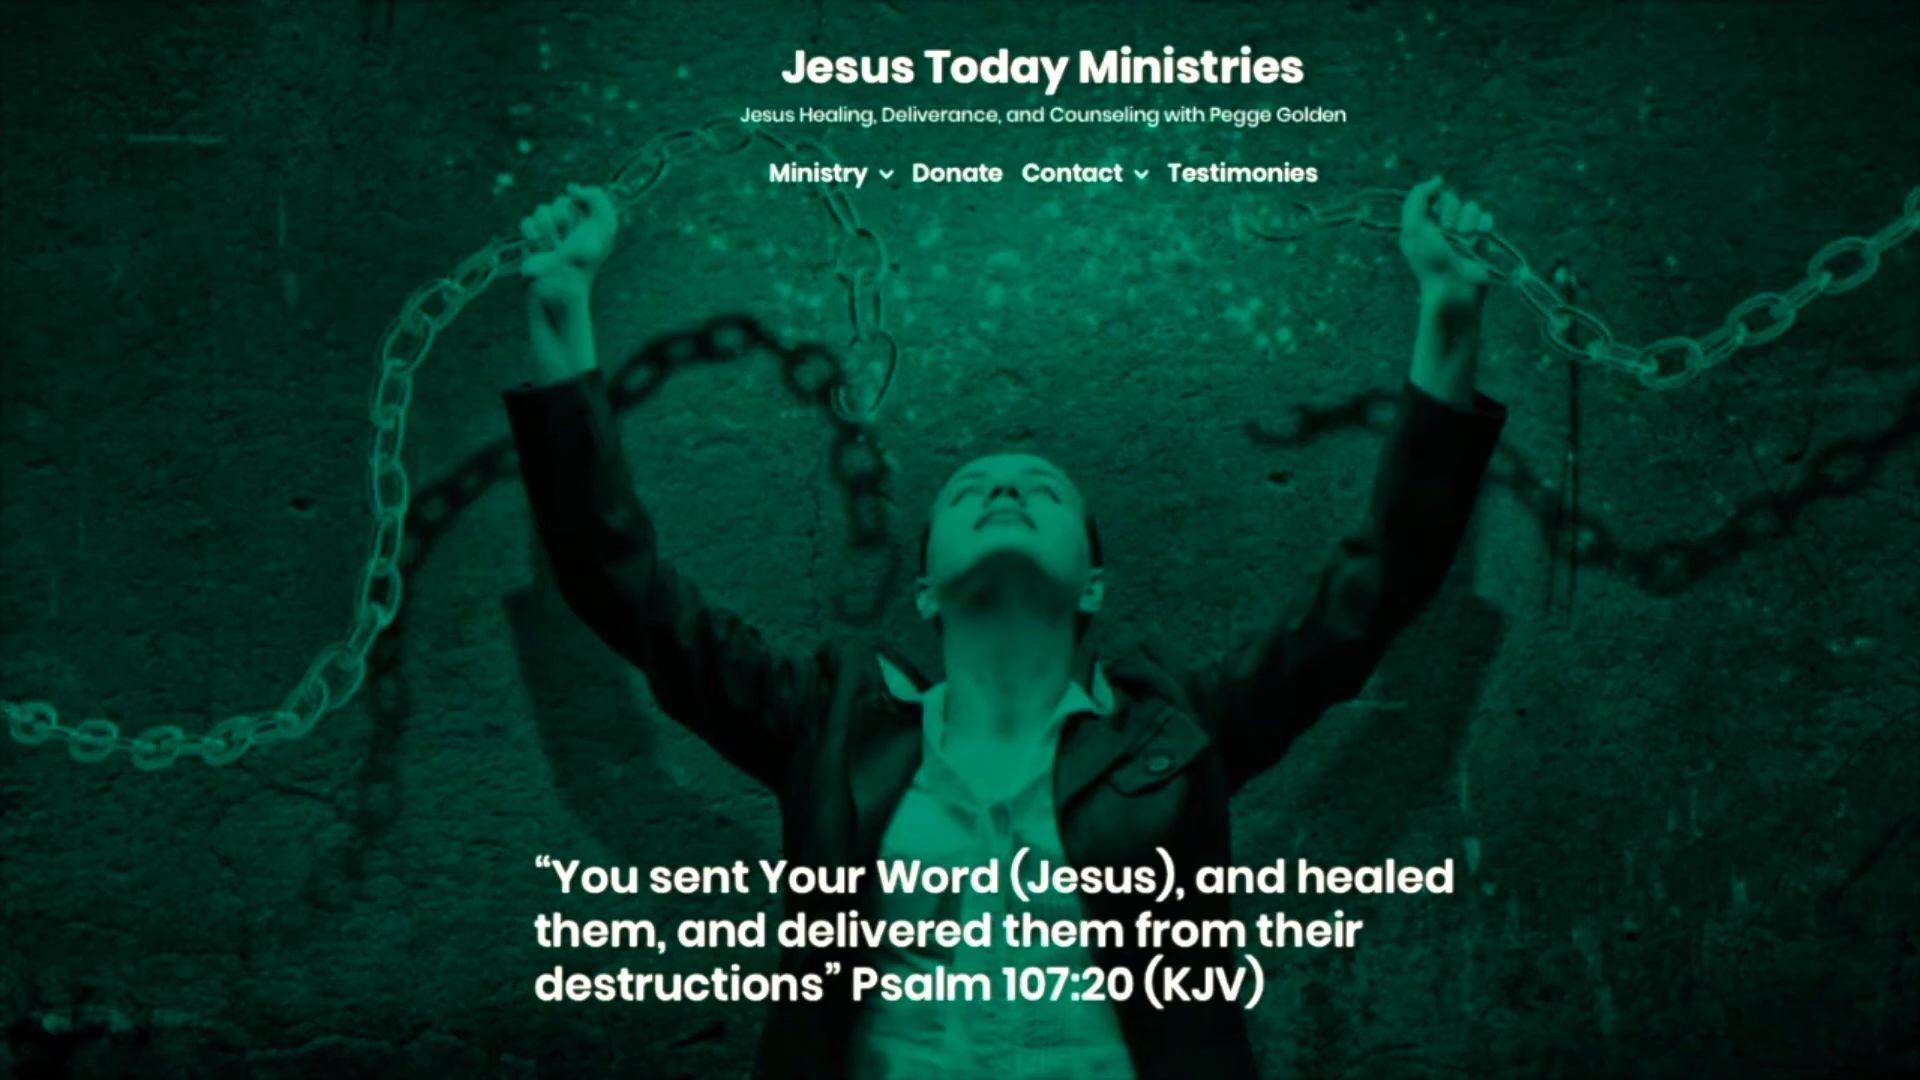 Jesus Today Ministries
Jesus Healing, Deliverance, and Counseling with Pegge Golden
Ministry Donate Contact Testimonies
“You sent Your Word (Jesus), and healed
them, and delivered them from their
destructions” Psalm 107:20 (KJV)